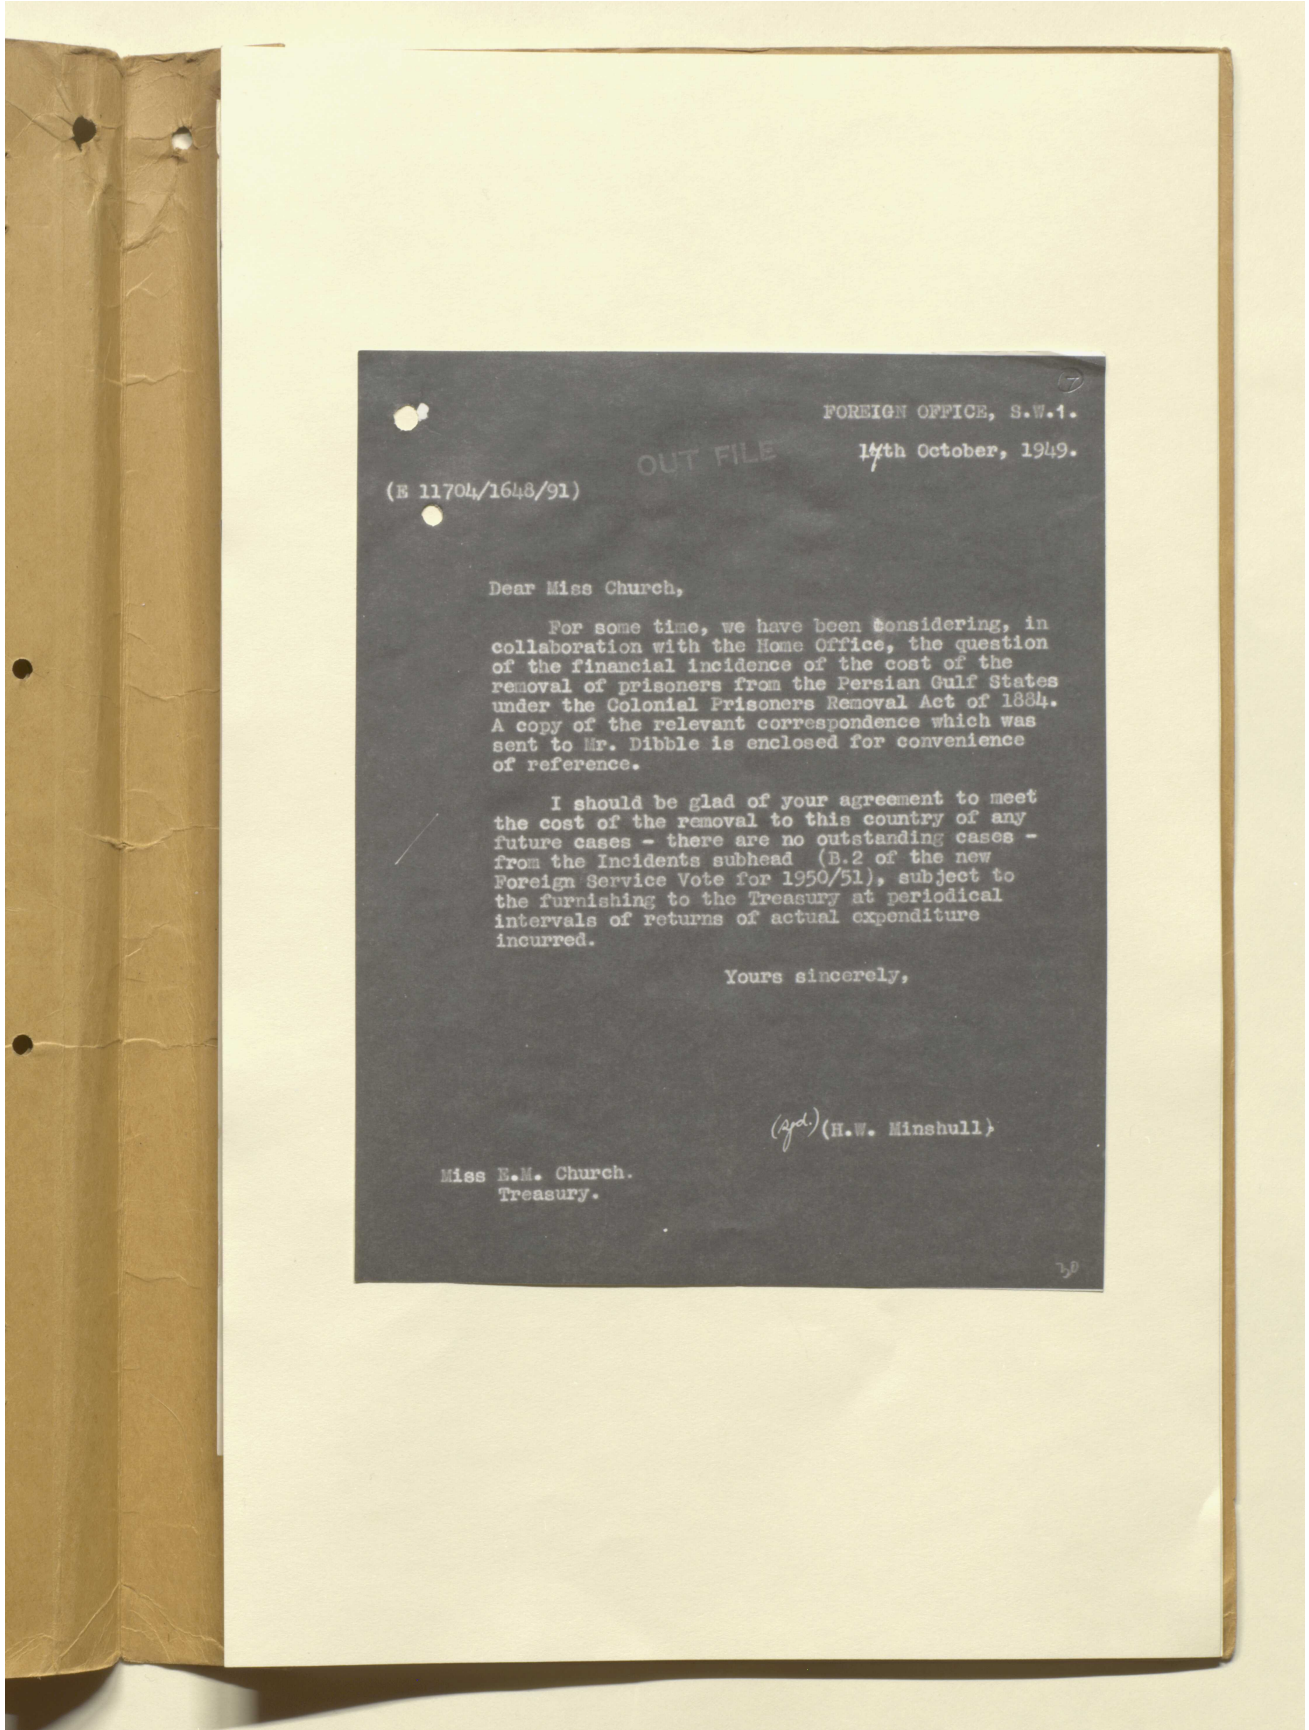 7
FOREIGN OFFICE, S.W.1.
OUT FILE
17th October, 1949.
(E 11704/1648/91)
Dear Miss Church,
For some time, we have been considering, in
collaboration with the Home Office, the question
of the financial incidence of the cost of the
removal of prisoners from the Persian Gulf States
under the Colonial Prisoners Removal Act of 1884.
A copy of the relevant correspondence which was
sent to Mr. Dibble is enclosed for convenience
of reference.
I should be glad of your agreement to meet
the cost of the removal to this country of any
future cases - there are no outstanding cases -
from the Incidents subhead (B.2 of the new
Foreign Service Vote for 1950/51), subject to
the furnishing to the Treasury at periodical
intervals of returns of actual expenditure
incurred.
Yours sincerely,
(sgd.) (H.W. Minshull)
Miss E.M. Church.
Treasury.
30